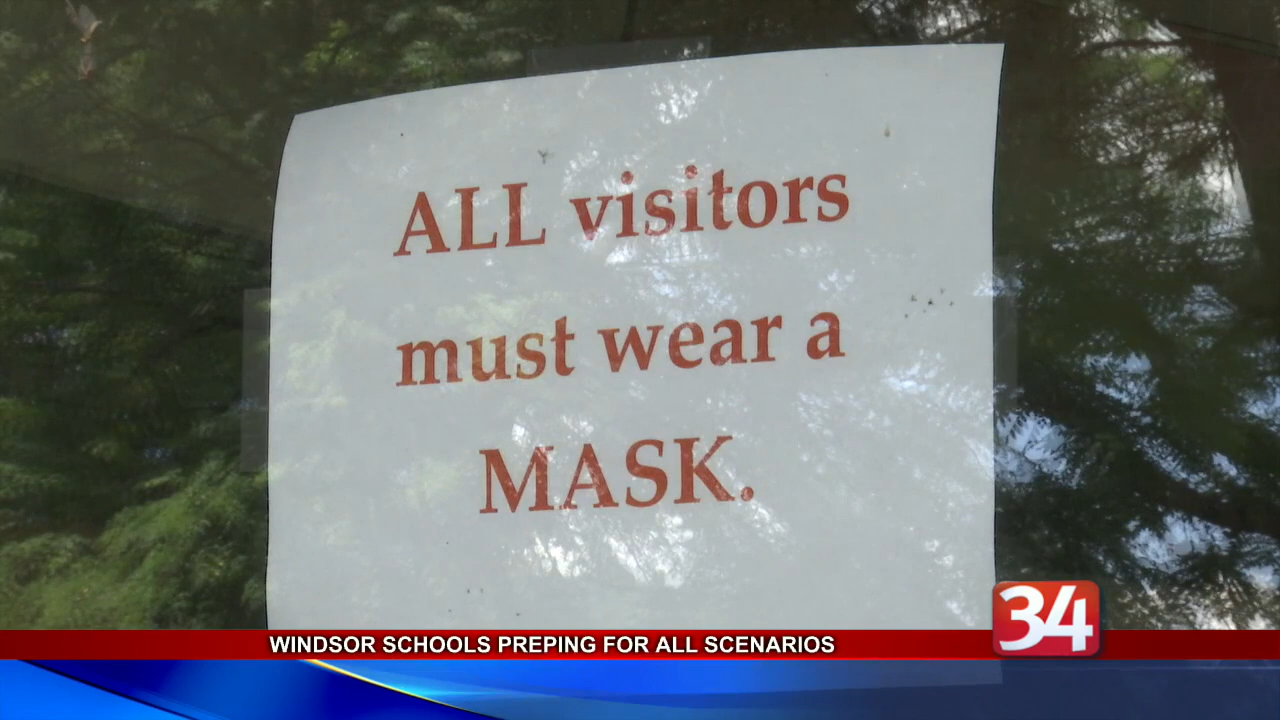 ALL visitors
must wear a
MASK.
34
WINDSOR SCHOOLS PREPING FOR ALL SCENARIOS